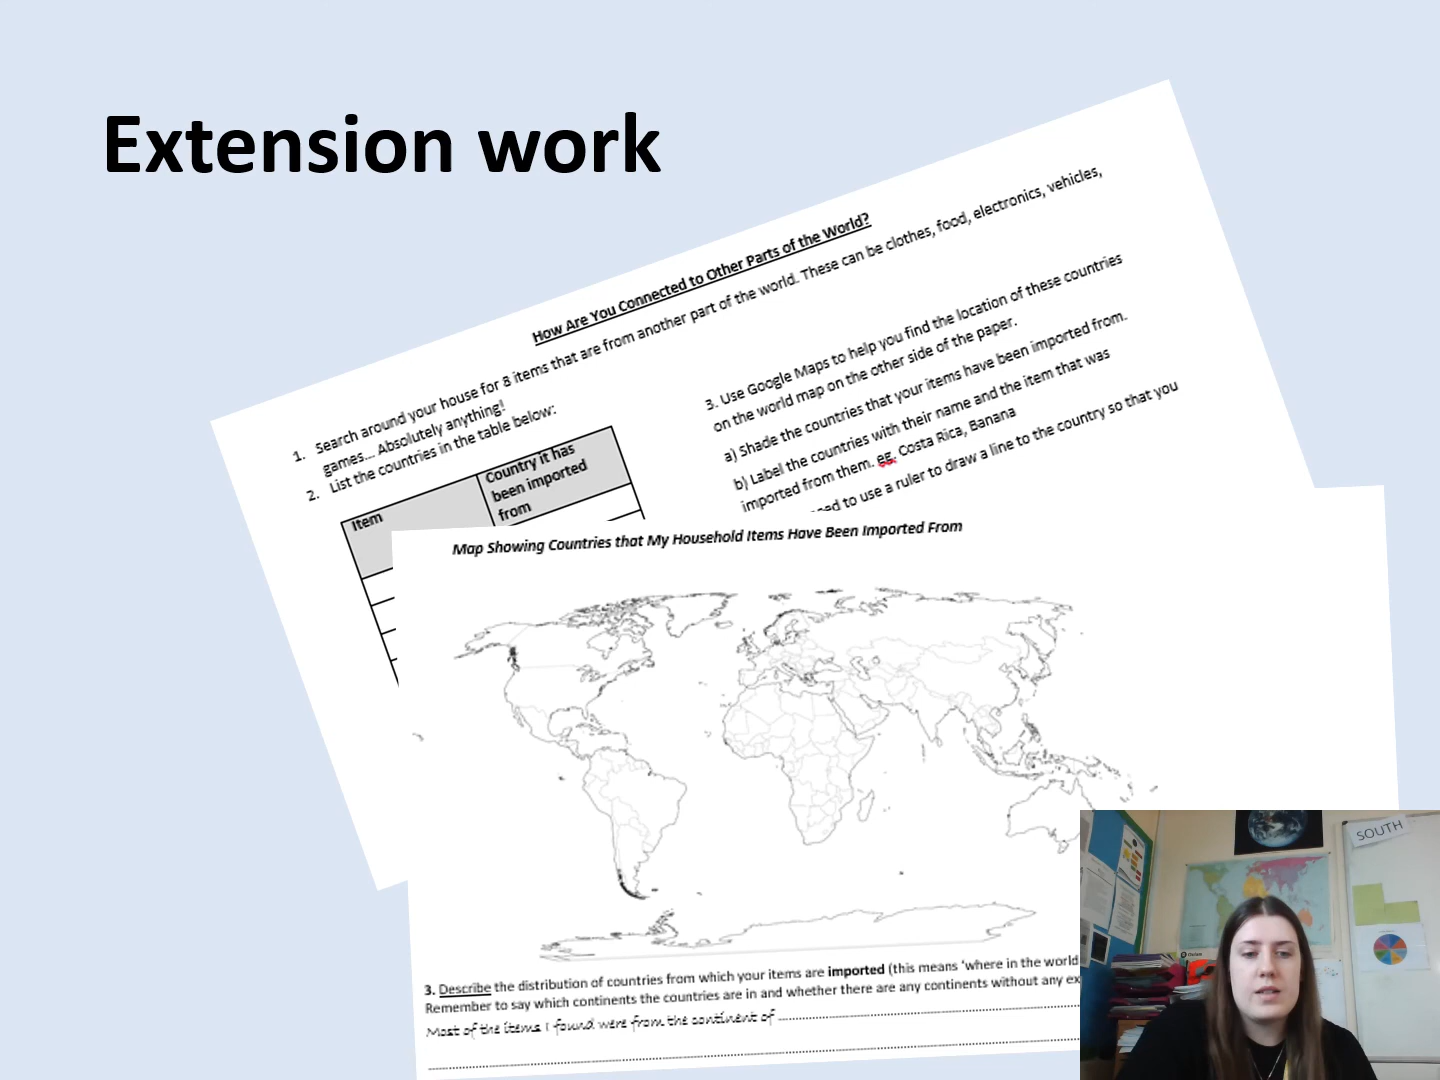 Extension work
How Are You Connected to Other Parts of the World?
1. Search around your house for 8 items that are from another part of the world. These can be clothes, food, electronics, vehicles,
games... Absolutely anything!
2. List the countries in the table below:
Item
Country it has
been imported
from
3. Use Google Maps to help you find the location of these countries
on the world map on the other side of the paper.
a) Shade the countries that your items have been imported from.
b) Label the countries with their name and the item that was
imported from them. eg. Costa Rica, Banana
to use a ruler to draw a line to the country so that you
Map Showing Countries that My Household Items Have Been Imported From
3. Describe the distribution of countries from which your items are imported (this means 'where in the world
Remember to say which continents the countries are in and whether there are any continents without any
Most of the items I found were from the continent of
SOUTH